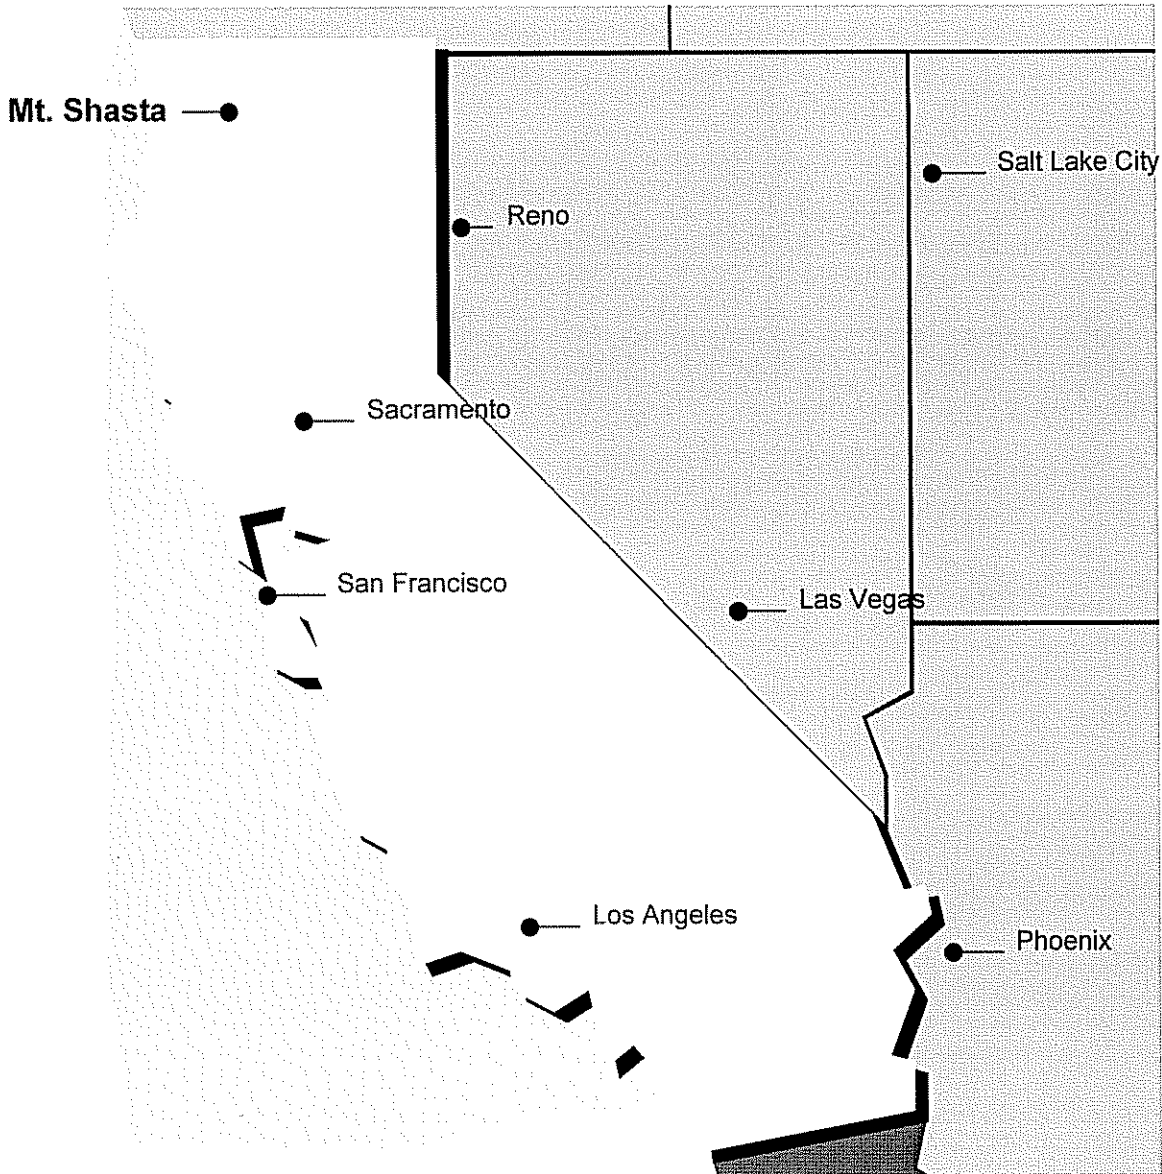 Mt. Shasta
Salt Lake City
Reno
Sacramento
San Francisco
Las Vegas
Los Angeles
Phoenix